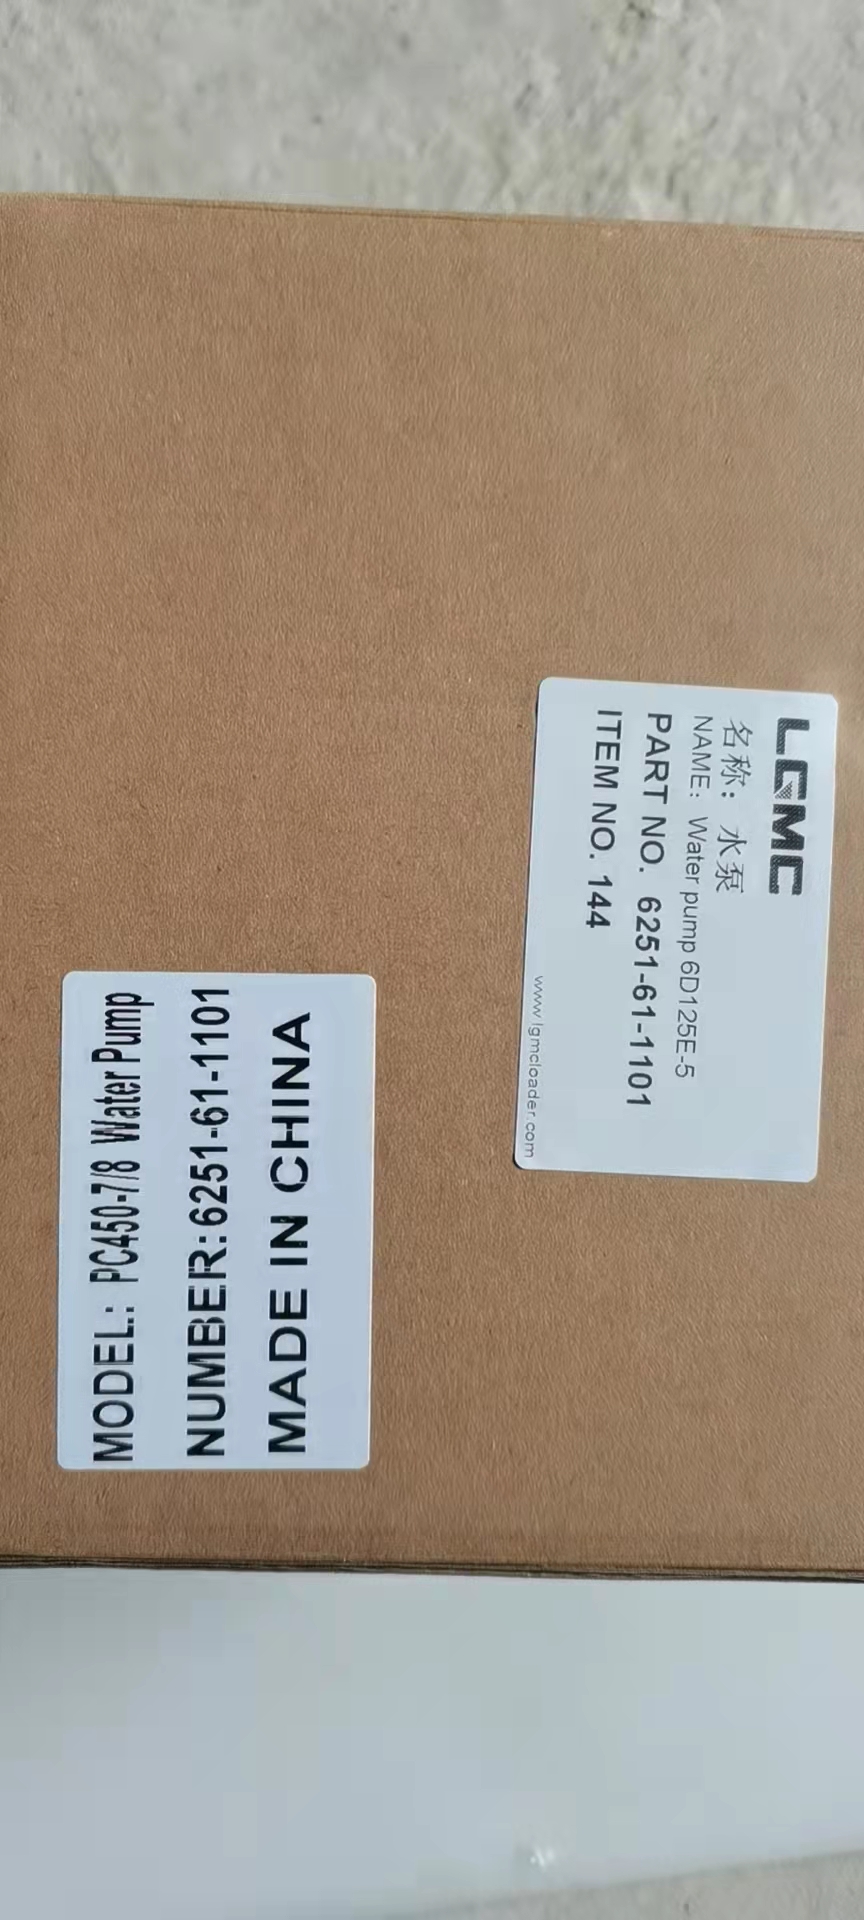 LGMC
名称：水泵
NAME：Water pump 6D125E-5
PART NO. 6251-61-1101
ITEM NO. 144
www.lgmcloader.com
MODEL.: PC450-7/8 Water Pump
NUMBER:6251-61-1101
MADE IN CHINA